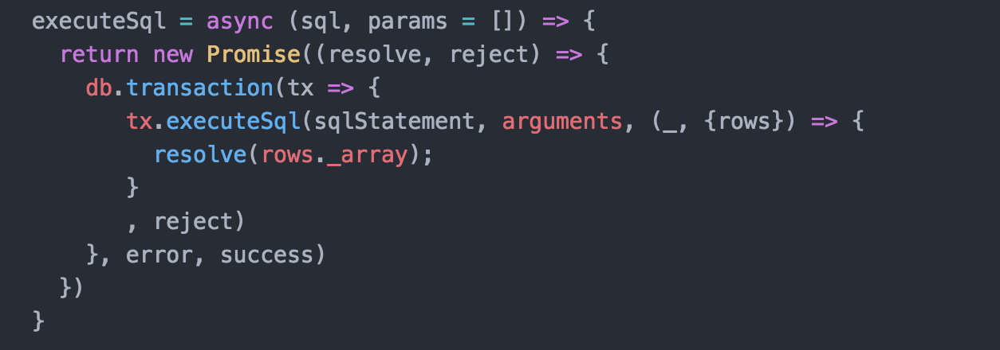 executeSql = async (sql, params = []) => {
return new Promise((resolve, reject) => {
db.transaction(tx => {
tx.executeSql(sqlStatement, arguments, (_, {rows}) => {
resolve(rows._array);
}
, reject)
}, error, success)
})
}